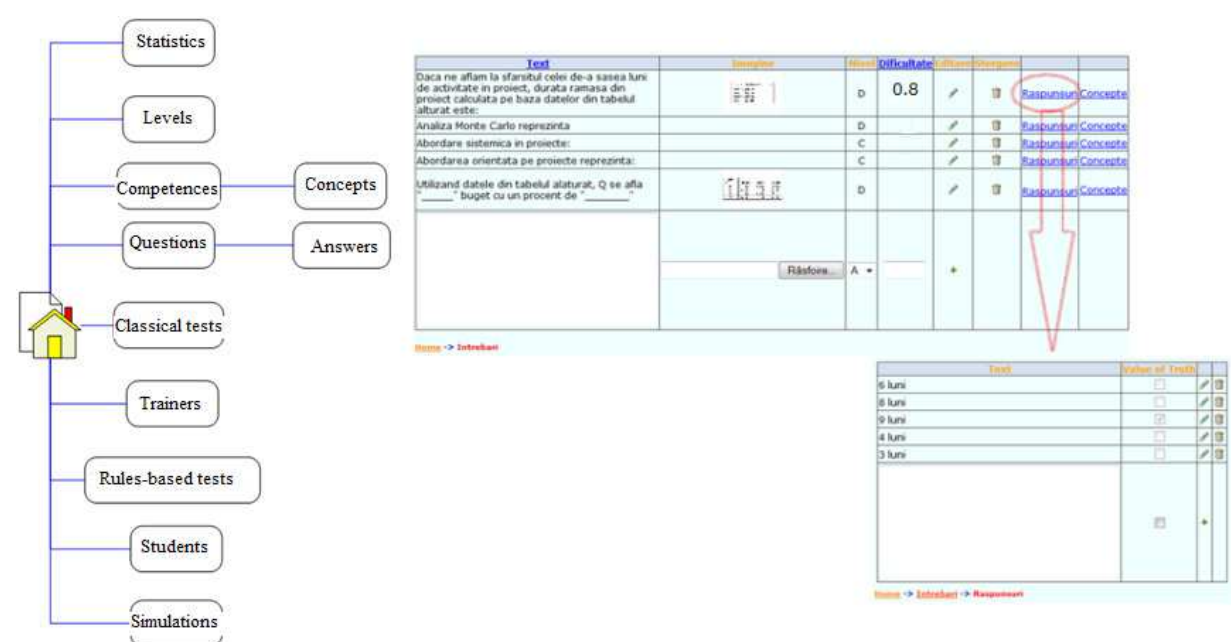 Statistics
Levels
Competences
Concepts
Questions
Answers
Classical tests
Trainers
Rules-based tests
Students
Simulations
Text Imagine Nivel Dificultate Editare Stergere
Daca ne aflam la sfarsitul celei de-a sasea luni
de activitate in proiect, durata ramasa din
proiect calculata pe baza datelor din tabelul
alturat este:
D 0.8 Raspunsuri Concepte
Analiza Monte Carlo reprezinta D Raspunsuri Concepte
Abordare sistemica in proiecte: C Raspunsuri Concepte
Abordarea orientata pe proiecte reprezinta: C Raspunsuri Concepte
Utilizand datele din tabelul alaturat, Q se afla
"______" buget cu un procent de "________"
D Raspunsuri Concepte
Răsfoire... A
Home -> Intrebari
Text Value of Truth
6 luni
8 luni
9 luni
4 luni
3 luni
Home -> Intrebari -> Raspunsuri